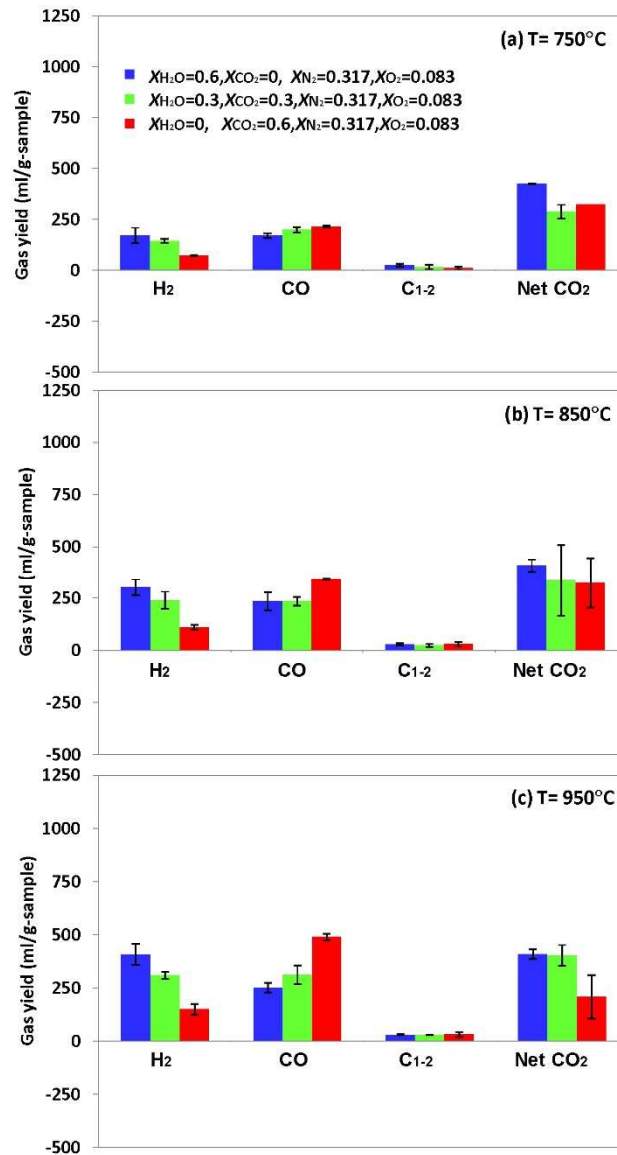 1250
(a) T= 750°C
1000
XH2O=0.6,XCO2=0, XN2=0.317,XO2=0.083
XH2O=0.3,XCO2=0.3,XN2=0.317,XO2=0.083
750
XH2O=0, XCO2=0.6,XN2=0.317,XO2=0.083
500
250
0
H2 CO C1-2 Net CO2
-250
-500
Gas yield (ml/g-sample)
1250
(b) T= 850°C
1000
750
500
250
0
H2 CO C1-2 Net CO2
-250
-500
Gas yield (ml/g-sample)
1250
(c) T= 950°C
1000
750
500
250
0
H2 CO C1-2 Net CO2
-250
-500
Gas yield (ml/g-sample)